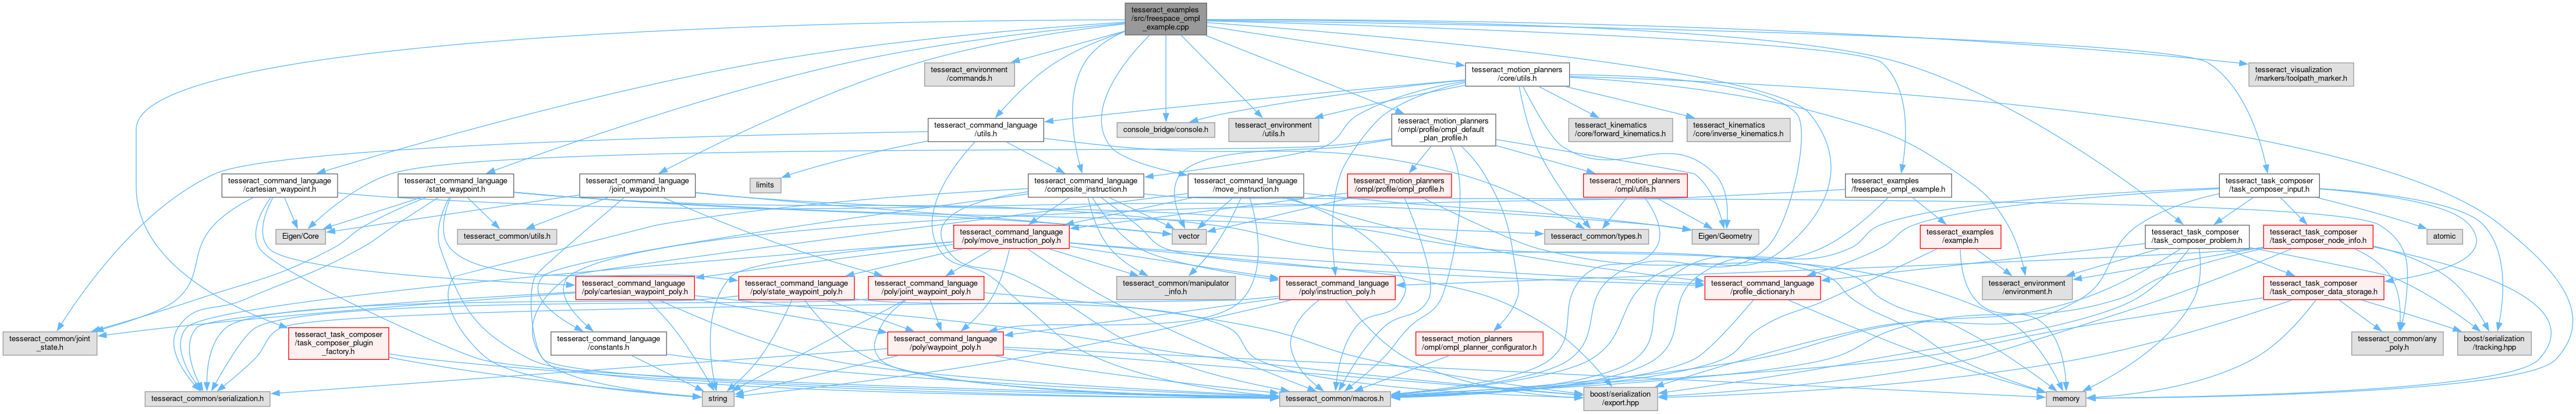 tesseract_examples
/src/freespace_ompl
_example.cpp
tesseract_environment
/commands.h
tesseract_motion_planners
/core/utils.h
tesseract_visualization
/markers/toolpath_marker.h
tesseract_command_language
/utils.h
console_bridge/console.h
tesseract_environment
/utils.h
tesseract_motion_planners
/ompl/profile/ompl_default
_plan_profile.h
tesseract_kinematics
/core/forward_kinematics.h
tesseract_kinematics
/core/inverse_kinematics.h
tesseract_command_language
/cartesian_waypoint.h
tesseract_command_language
/state_waypoint.h
tesseract_command_language
/joint_waypoint.h
limits
tesseract_command_language
/composite_instruction.h
tesseract_command_language
/move_instruction.h
tesseract_motion_planners
/ompl/profile/ompl_profile.h
tesseract_motion_planners
/ompl/utils.h
tesseract_examples
/freespace_ompl_example.h
tesseract_task_composer
/task_composer_input.h
Eigen/Core
tesseract_common/utils.h
tesseract_command_language
/poly/move_instruction_poly.h
vector
tesseract_common/types.h
Eigen/Geometry
tesseract_examples
/example.h
tesseract_task_composer
/task_composer_problem.h
tesseract_task_composer
/task_composer_node_info.h
atomic
tesseract_command_language
/poly/cartesian_waypoint_poly.h
tesseract_command_language
/poly/state_waypoint_poly.h
tesseract_command_language
/poly/joint_waypoint_poly.h
tesseract_common/manipulator
_info.h
tesseract_command_language
/poly/instruction_poly.h
tesseract_command_language
/profile_dictionary.h
tesseract_environment
/environment.h
tesseract_task_composer
/task_composer_data_storage.h
tesseract_common/joint
_state.h
tesseract_task_composer
/task_composer_plugin
_factory.h
tesseract_command_language
/constants.h
tesseract_command_language
/poly/waypoint_poly.h
tesseract_motion_planners
/ompl/ompl_planner_configurator.h
tesseract_common/any
_poly.h
boost/serialization
/tracking.hpp
tesseract_common/serialization.h
string
tesseract_common/macros.h
boost/serialization
/export.hpp
memory